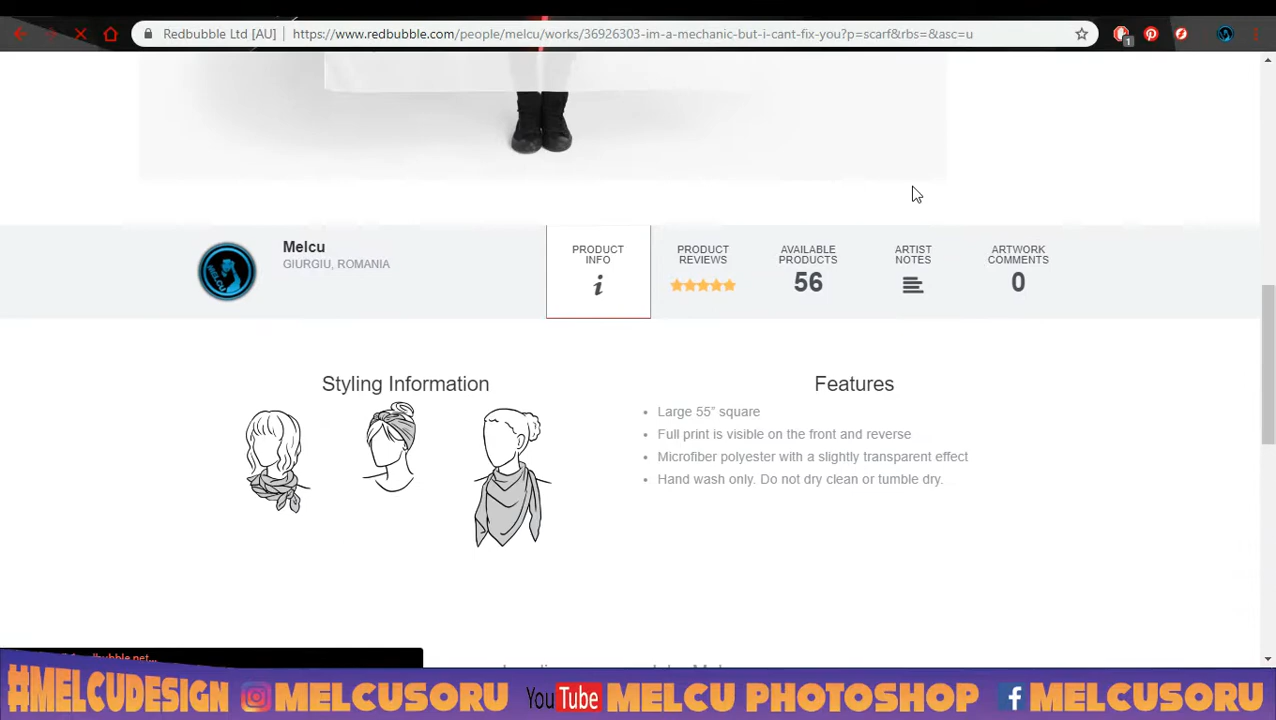 Redbubble Ltd [AU] | https://www.redbubble.com/people/melcu/works/36926303-im-a-mechanic-but-i-cant-fix-you?p=scarf&rbs=&asc=u
1
Melcu
GIURGIU, ROMANIA
MELCU
PRODUCT
INFO
i
PRODUCT
REVIEWS
AVAILABLE
PRODUCTS
56
ARTIST
NOTES
ARTWORK
COMMENTS
0
Styling Information
Features
• Large 55” square
• Full print is visible on the front and reverse
• Microfiber polyester with a slightly transparent effect
• Hand wash only. Do not dry clean or tumble dry.
#MELCUDESIGN MELCUSORU YouTube MELCU PHOTOSHOP f MELCUSORU